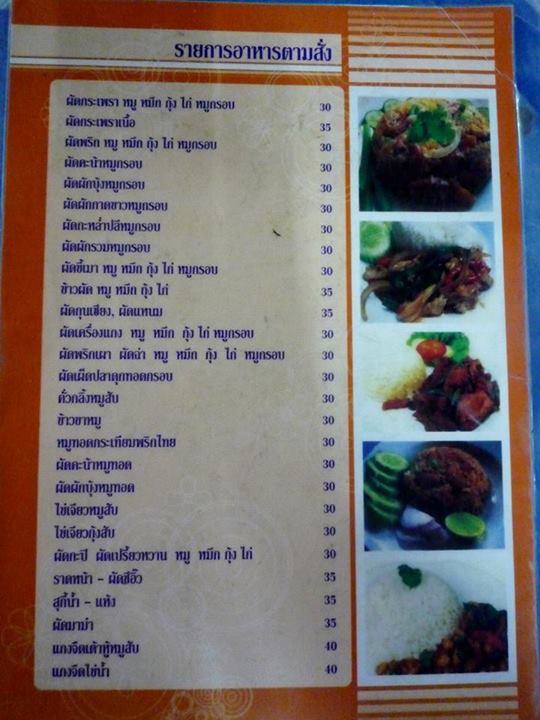 รายการอาหารตามสั่ง
ผัดกระเพรา หมู หมึก กุ้ง ไก่ หมูกรอบ 30
ผัดกระเพราเนื้อ 35
ผัดพริก หมู หมึก กุ้ง ไก่ หมูกรอบ 30
ผัดคะน้าหมูกรอบ 30
ผัดผักบุ้งหมูกรอบ 30
ผัดผักกาดขาวหมูกรอบ 30
ผัดกะหล่ำปลีหมูกรอบ 30
ผัดผักรวมหมูกรอบ 30
ผัดขี้เมา หมู หมึก กุ้ง ไก่ หมูกรอบ 30
ข้าวผัด หมู หมึก กุ้ง ไก่ 35
ผัดกุนเชียง, ผัดแหนม 35
ผัดเครื่องแกง หมู หมึก กุ้ง ไก่ หมูกรอบ 30
ผัดพริกเผา ผัดฉ่า หมู หมึก กุ้ง ไก่ หมูกรอบ 30
ผัดเผ็ดปลาดุกทอดกรอบ 30
คั่วกลิ้งหมูสับ 30
ข้าวขาหมู 30
หมูทอดกระเทียมพริกไทย 30
ผัดคะน้าหมูทอด 30
ผัดผักบุ้งหมูทอด 30
ไข่เจียวหมูสับ 30
ไข่เจียวกุ้งสับ 30
ผัดกะปิ ผัดเปรี้ยวหวาน หมู หมึก กุ้ง ไก่ 30
ราดหน้า - ผัดซีอิ๊ว 35
สุกี้น้ำ - แห้ง 35
ผัดมาม่า 35
แกงจืดเต้าหู้หมูสับ 40
แกงจืดไข่น้ำ 40